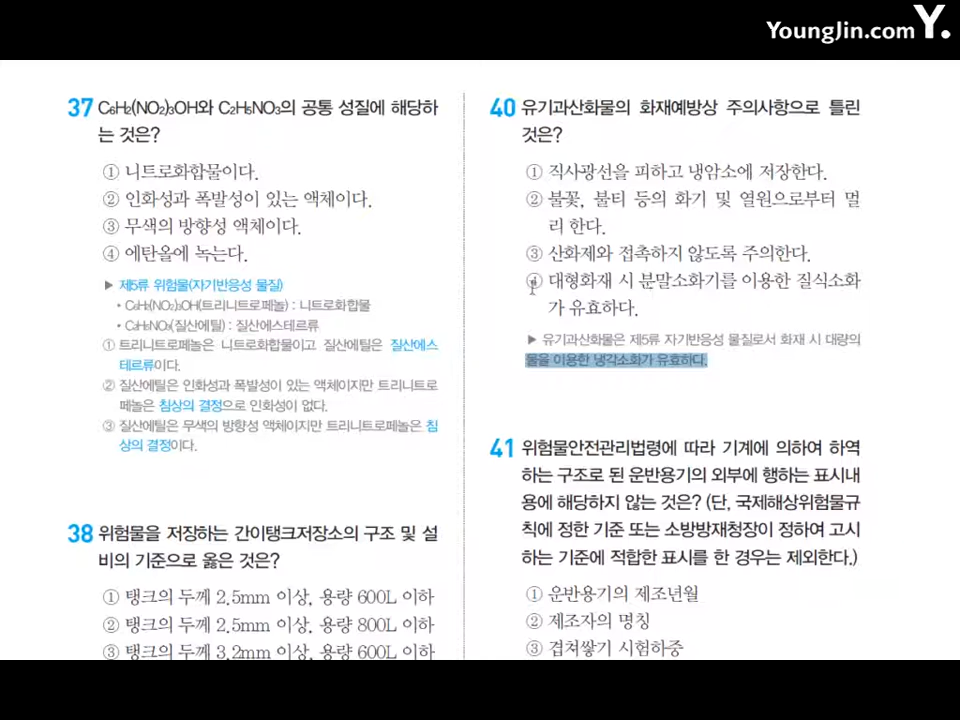 YoungJin.com Y.
37 C₆H₂(NO₂)₃OH와 C₂H₅NO₃의 공통 성질에 해당하
는 것은?
① 니트로화합물이다.
② 인화성과 폭발성이 있는 액체이다.
③ 무색의 방향성 액체이다.
④ 에탄올에 녹는다.
▶ 제5류 위험물(자기반응성 물질)
• C₆H₂(NO₂)₃OH(트리니트로페놀) : 니트로화합물
• C₂H₅NO₃(질산에틸) : 질산에스테르류
① 트리니트로페놀은 니트로화합물이고 질산에틸은 질산에스
테르류이다.
② 질산에틸은 인화성과 폭발성이 있는 액체이지만 트리니트로
페놀은 침상의 결정으로 인화성이 없다.
③ 질산에틸은 무색의 방향성 액체이지만 트리니트로페놀은 침
상의 결정이다.
38 위험물을 저장하는 간이탱크저장소의 구조 및 설
비의 기준으로 옳은 것은?
① 탱크의 두께 2.5mm 이상, 용량 600L 이하
② 탱크의 두께 2.5mm 이상, 용량 800L 이하
③ 탱크의 두께 3.2mm 이상, 용량 600L 이하
40 유기과산화물의 화재예방상 주의사항으로 틀린
것은?
① 직사광선을 피하고 냉암소에 저장한다.
② 불꽃, 불티 등의 화기 및 열원으로부터 멀
리 한다.
③ 산화제와 접촉하지 않도록 주의한다.
④ 대형화재 시 분말소화기를 이용한 질식소화
가 유효하다.
▶ 유기과산화물은 제5류 자기반응성 물질로서 화재 시 대량의
물을 이용한 냉각소화가 유효하다.
41 위험물안전관리법령에 따라 기계에 의하여 하역
하는 구조로 된 운반용기의 외부에 행하는 표시내
용에 해당하지 않는 것은? (단, 국제해상위험물규
칙에 정한 기준 또는 소방방재청장이 정하여 고시
하는 기준에 적합한 표시를 한 경우는 제외한다.)
① 운반용기의 제조년월
② 제조자의 명칭
③ 겹쳐쌓기 시험하중